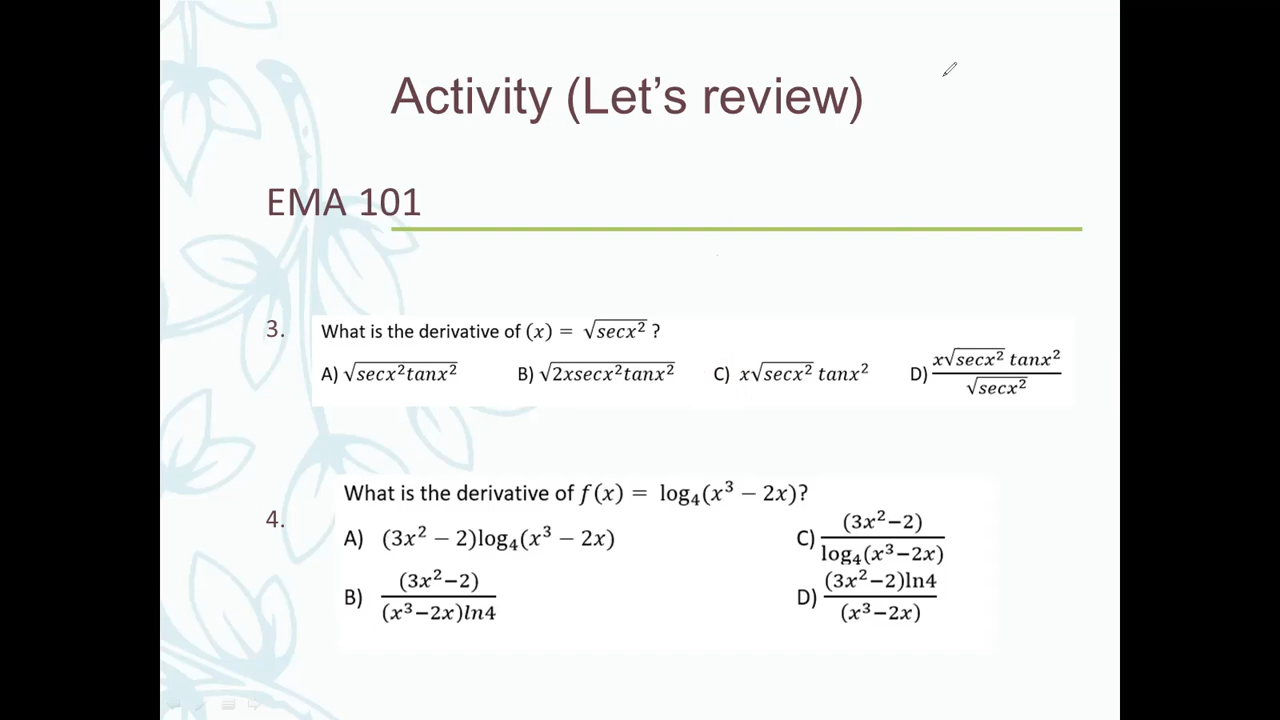 Activity (Let's review)
EMA 101
3. What is the derivative of (x) = √secx² ?
A) √secx²tanx² B) √2xsecx²tanx² C) x√secx² tanx² D) x√secx² tanx² / √secx²
4. What is the derivative of f(x) = log₄(x³ − 2x)?
A) (3x² − 2)log₄(x³ − 2x) C) (3x²−2) / log₄(x³−2x)
B) (3x²−2) / (x³−2x)ln4 D) (3x²−2)ln4 / (x³−2x)